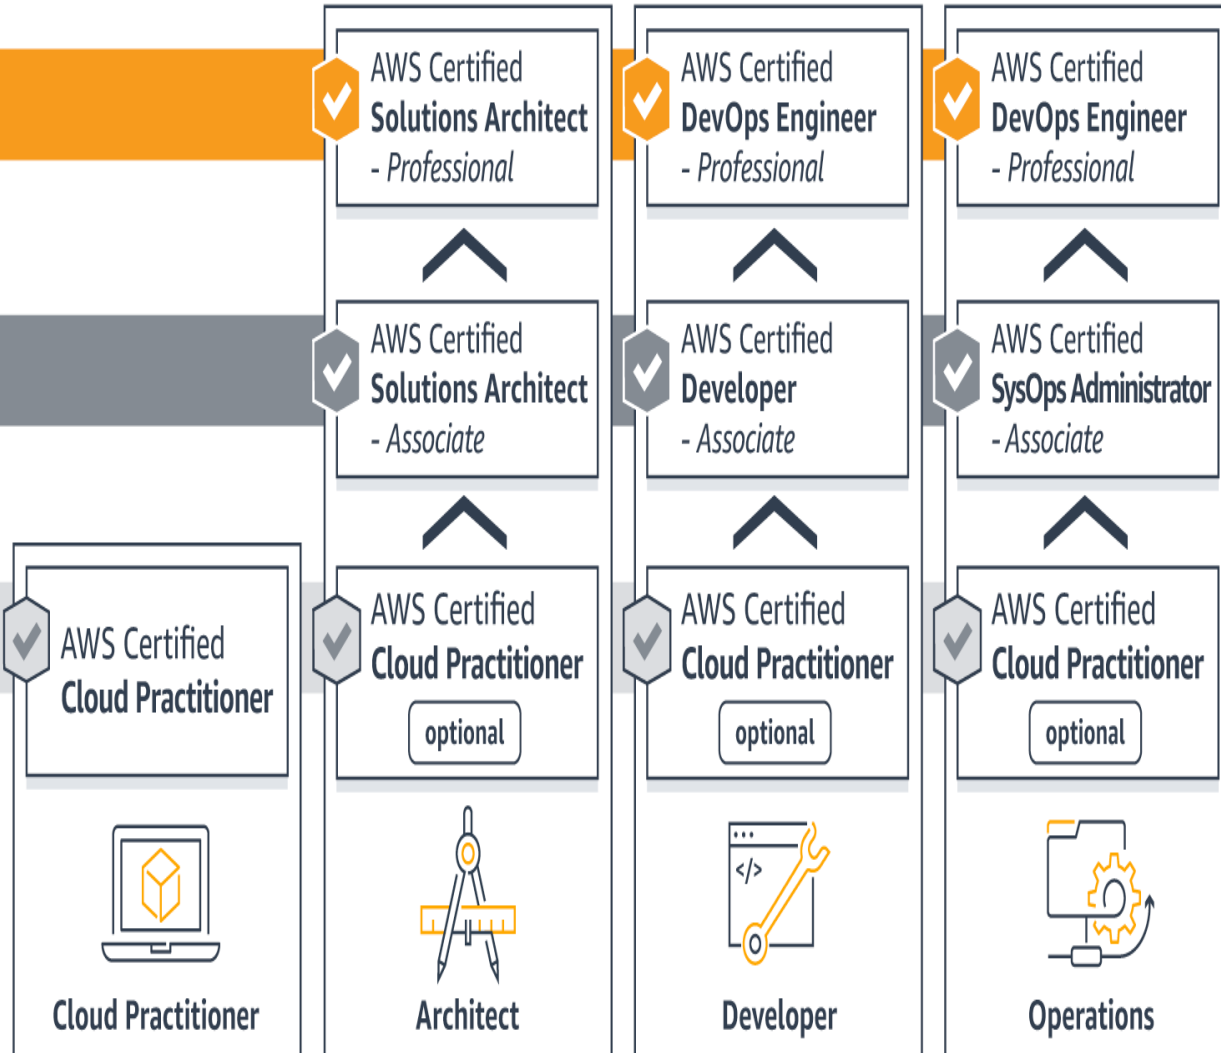 AWS Certified
Solutions Architect
- Professional
AWS Certified
DevOps Engineer
- Professional
AWS Certified
DevOps Engineer
- Professional
AWS Certified
Solutions Architect
- Associate
AWS Certified
Developer
- Associate
AWS Certified
SysOps Administrator
- Associate
AWS Certified
Cloud Practitioner
AWS Certified
Cloud Practitioner
optional
AWS Certified
Cloud Practitioner
optional
AWS Certified
Cloud Practitioner
optional
</>
Cloud Practitioner
Architect
Developer
Operations